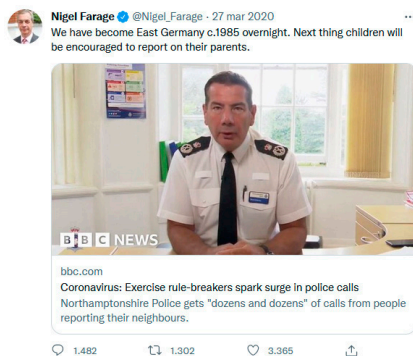 Nigel Farage @Nigel_Farage · 27 mar 2020
We have become East Germany c.1985 overnight. Next thing children will
be encouraged to report on their parents.
BBC NEWS
bbc.com
Coronavirus: Exercise rule-breakers spark surge in police calls
Northamptonshire Police gets "dozens and dozens" of calls from people
reporting their neighbours.
1.482 1.302 3.365